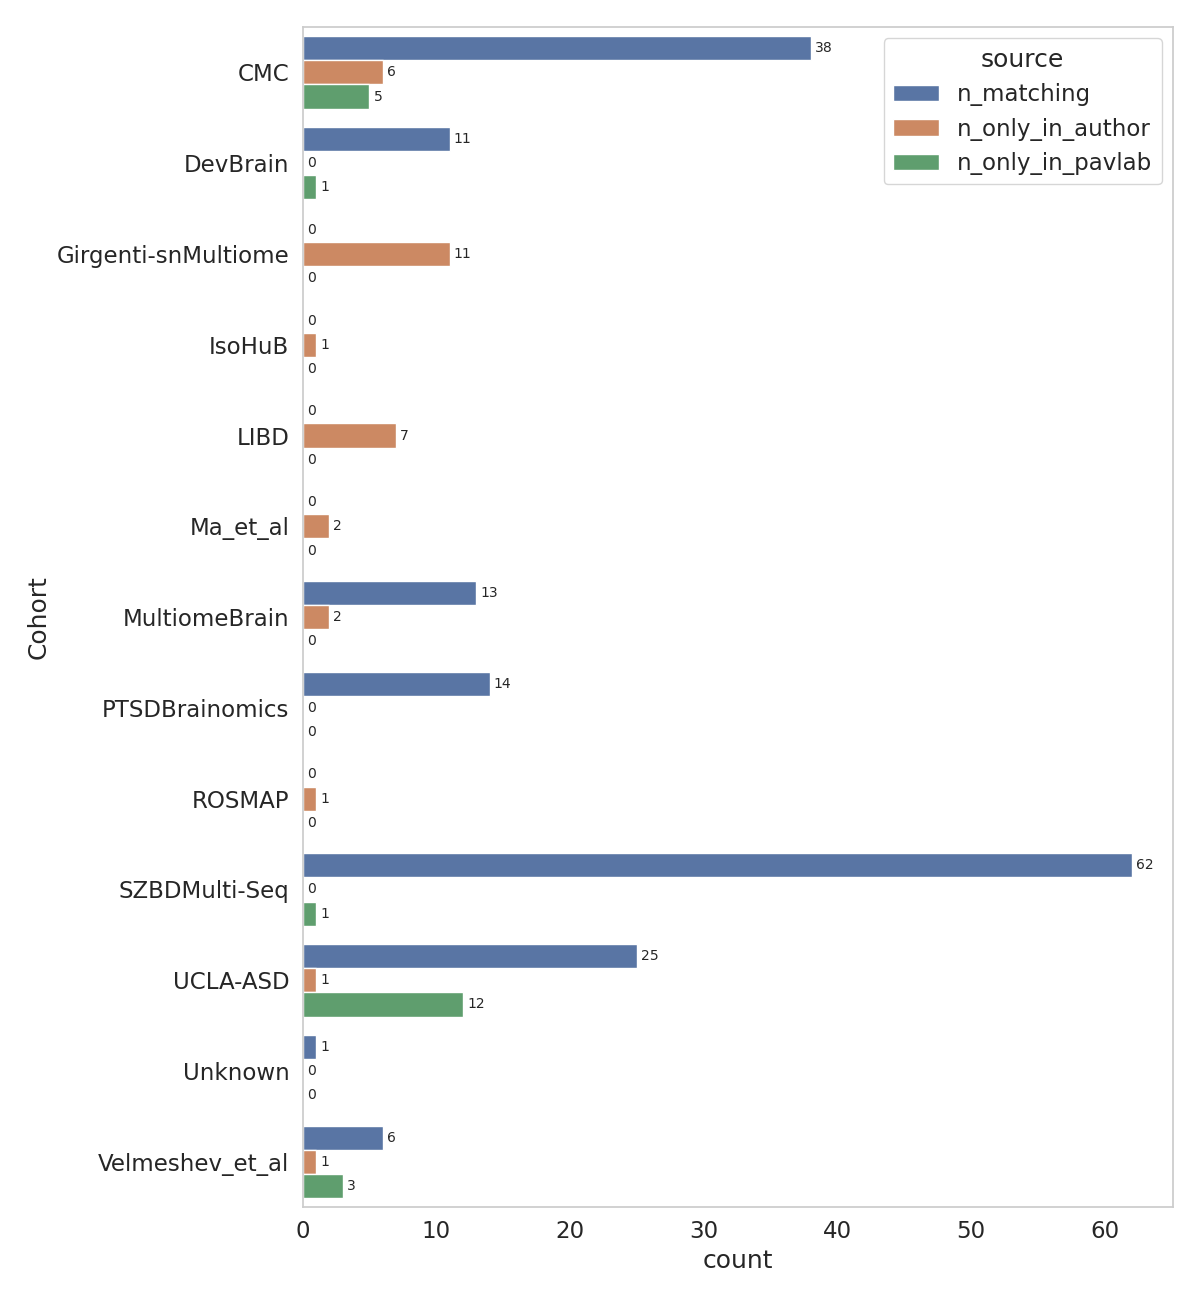 source
n_matching
n_only_in_author
n_only_in_pavlab
CMC
38
6
5
DevBrain
11
0
1
Girgenti-snMultiome
0
11
0
IsoHuB
0
1
0
LIBD
0
7
0
Ma_et_al
0
2
0
MultiomeBrain
13
2
0
PTSDBrainomics
14
0
0
ROSMAP
0
1
0
SZBDMulti-Seq
62
0
1
UCLA-ASD
25
1
12
Unknown
1
0
0
Velmeshev_et_al
6
1
3
Cohort
0 10 20 30 40 50 60
count